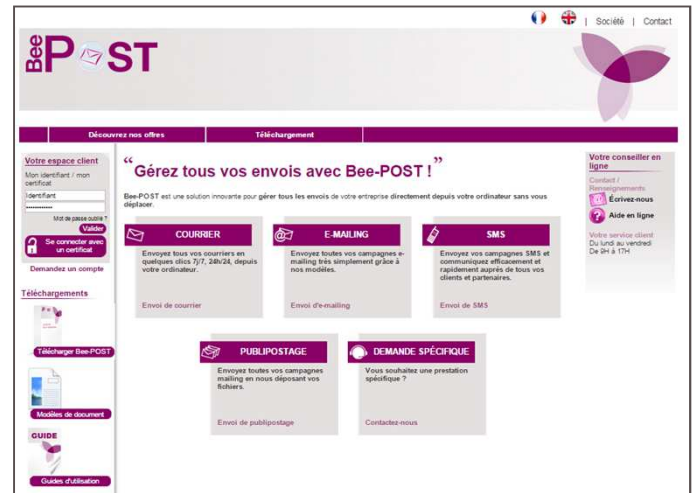 | Société | Contact
Bee POST
Découvrez nos offres
Téléchargement
Votre espace client
Mon identifiant / mon
certificat
Identifiant
Mot de passe oublié ?
Valider
Se connecter avec
un certificat
Demandez un compte
Téléchargements
Télécharger Bee-POST
Modèles de document
GUIDE
Guides d'utilisation
“Gérez tous vos envois avec Bee-POST !”
Bee-POST est une solution innovante pour gérer tous les envois de votre entreprise directement depuis votre ordinateur sans vous
déplacer.
COURRIER
Envoyez tous vos courriers en
quelques clics 7j/7, 24h/24, depuis
votre ordinateur.
Envoi de courrier
E-MAILING
Envoyez toutes vos campagnes e-
mailing très simplement grâce à
nos modèles.
Envoi d'e-mailing
SMS
Envoyez vos campagnes SMS et
communiquez efficacement et
rapidement auprès de tous vos
clients et partenaires.
Envoi de SMS
PUBLIPOSTAGE
Envoyez toutes vos campagnes
mailing en nous déposant vos
fichiers.
Envoi de publipostage
DEMANDE SPÉCIFIQUE
Vous souhaitez une prestation
spécifique ?
Contactez-nous
Votre conseiller en
ligne
Contact /
Renseignements
Écrivez-nous
Aide en ligne
Votre service client
Du lundi au vendredi
De 9H à 17H